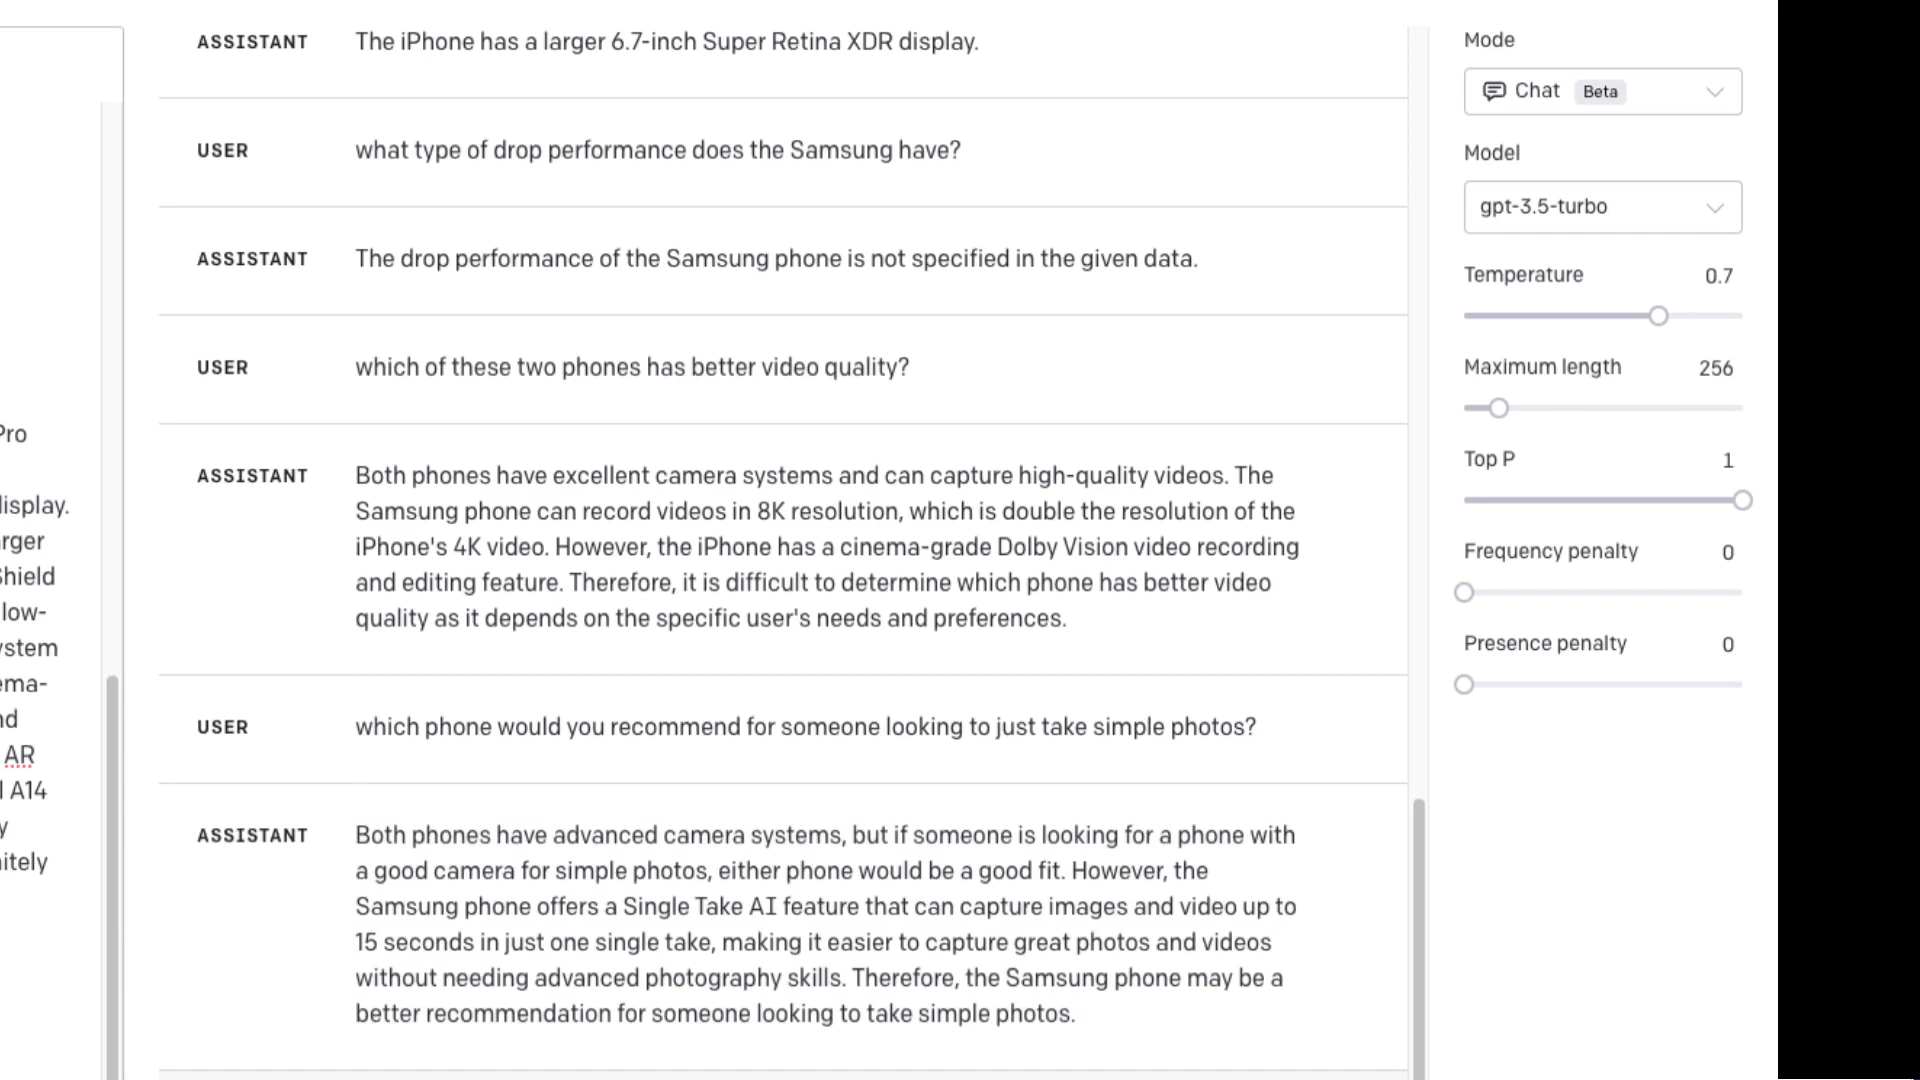 Pro
display.
arger
Shield
low-
ystem
ema-
nd
AR
l A14
y
nitely
ASSISTANT The iPhone has a larger 6.7-inch Super Retina XDR display.
USER what type of drop performance does the Samsung have?
ASSISTANT The drop performance of the Samsung phone is not specified in the given data.
USER which of these two phones has better video quality?
ASSISTANT Both phones have excellent camera systems and can capture high-quality videos. The
Samsung phone can record videos in 8K resolution, which is double the resolution of the
iPhone's 4K video. However, the iPhone has a cinema-grade Dolby Vision video recording
and editing feature. Therefore, it is difficult to determine which phone has better video
quality as it depends on the specific user's needs and preferences.
USER which phone would you recommend for someone looking to just take simple photos?
ASSISTANT Both phones have advanced camera systems, but if someone is looking for a phone with
a good camera for simple photos, either phone would be a good fit. However, the
Samsung phone offers a Single Take AI feature that can capture images and video up to
15 seconds in just one single take, making it easier to capture great photos and videos
without needing advanced photography skills. Therefore, the Samsung phone may be a
better recommendation for someone looking to take simple photos.
Mode
Chat Beta
Model
gpt-3.5-turbo
Temperature 0.7
Maximum length 256
Top P 1
Frequency penalty 0
Presence penalty 0